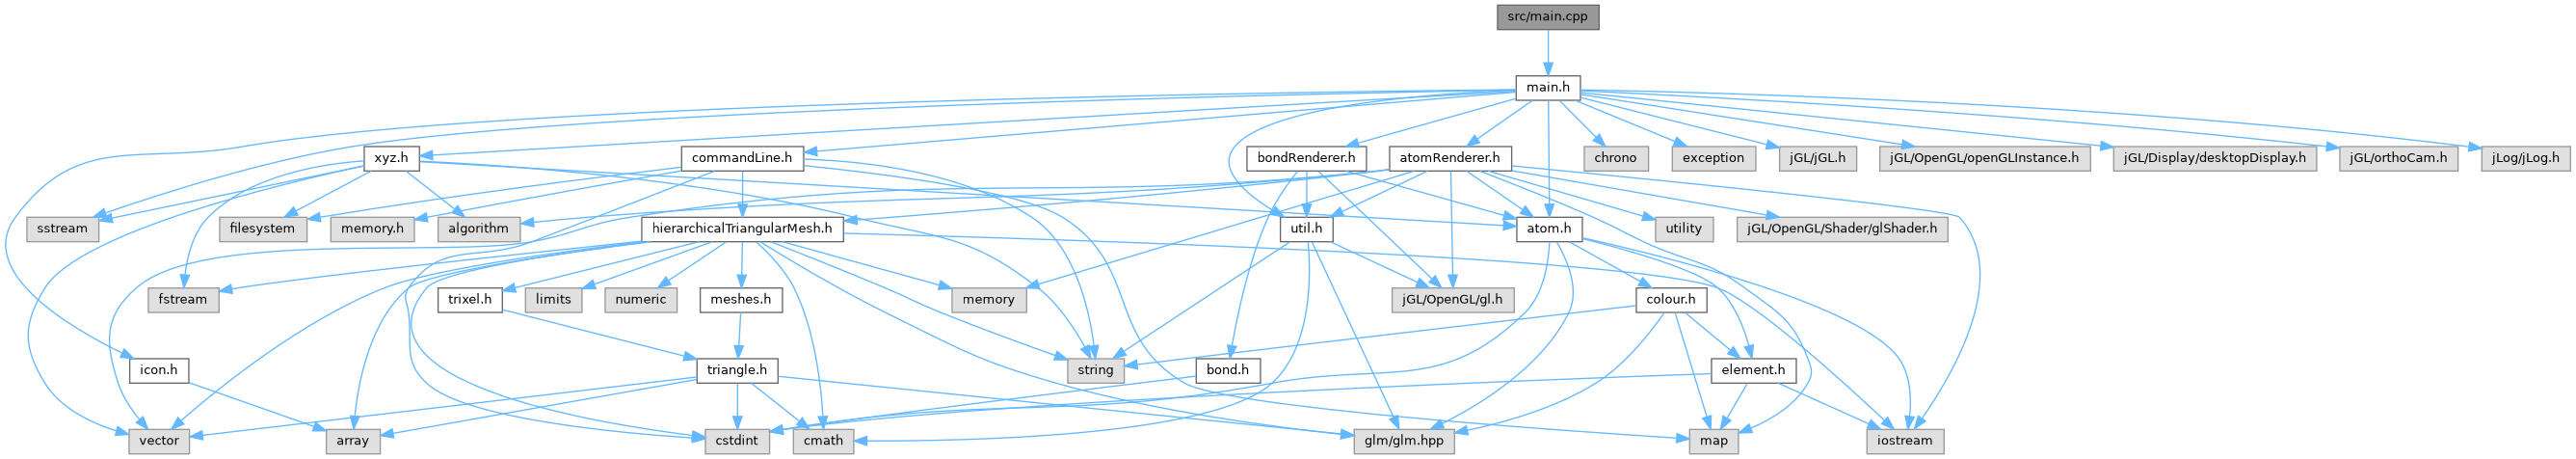 src/main.cpp
main.h
xyz.h
commandLine.h
bondRenderer.h
atomRenderer.h
chrono
exception
jGL/jGL.h
jGL/OpenGL/openGLInstance.h
jGL/Display/desktopDisplay.h
jGL/orthoCam.h
jLog/jLog.h
sstream
filesystem
memory.h
algorithm
hierarchicalTriangularMesh.h
util.h
atom.h
utility
jGL/OpenGL/Shader/glShader.h
fstream
trixel.h
limits
numeric
meshes.h
memory
jGL/OpenGL/gl.h
colour.h
icon.h
triangle.h
string
bond.h
element.h
vector
array
cstdint
cmath
glm/glm.hpp
map
iostream